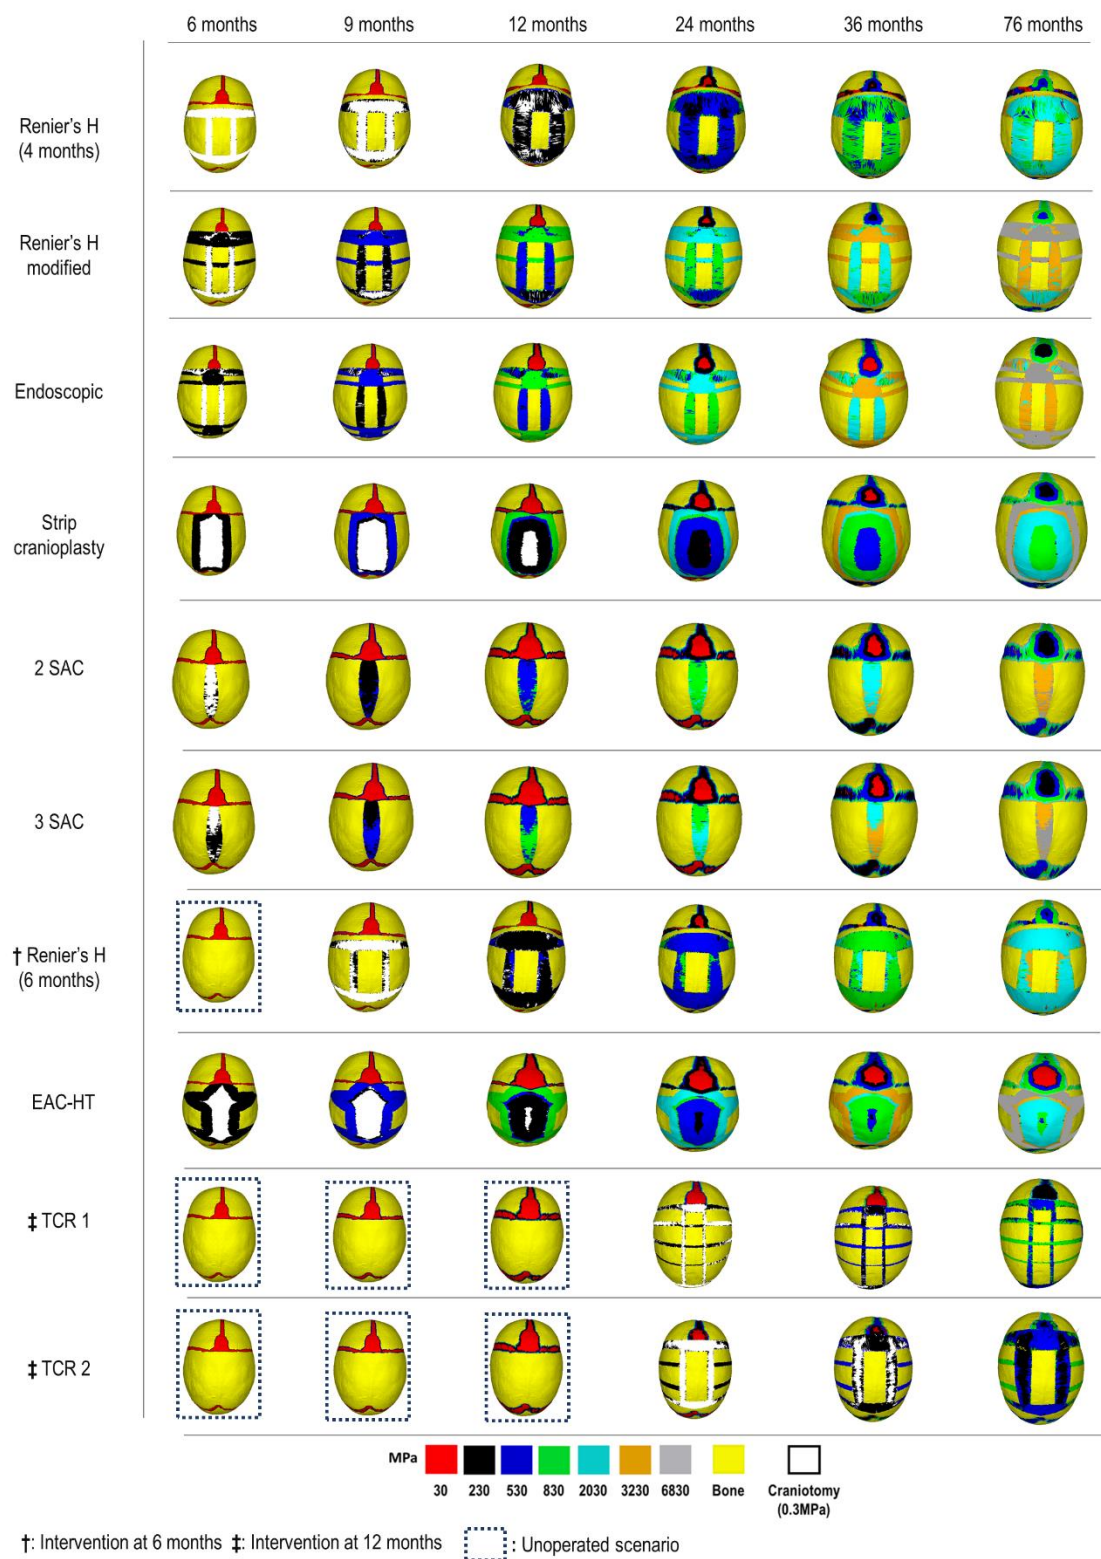 6 months 9 months 12 months 24 months 36 months 76 months
Renier's H
(4 months)
Renier's H
modified
Endoscopic
Strip
cranioplasty
2 SAC
3 SAC
† Renier's H
(6 months)
EAC-HT
‡ TCR 1
‡ TCR 2
MPa
30 230 530 830 2030 3230 6830 Bone Craniotomy
(0.3MPa)
†: Intervention at 6 months ‡: Intervention at 12 months : Unoperated scenario